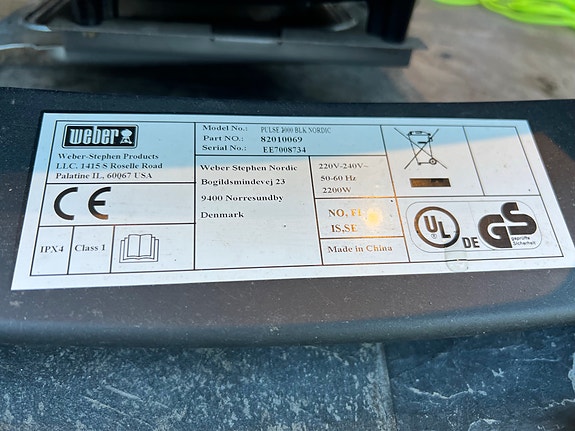 weber
Weber-Stephen Products
LLC. 1415 S Roselle Road
Palatine IL, 60067 USA
CE
IPX4
Class 1
Model No.: PULSE 2000 BLK NORDIC
Part NO.: 82010069
Serial No.: EE7008734
Weber Stephen Nordic
Bogildsmindevej 23
9400 Norresundby
Denmark
220V-240V~
50-60 Hz
2200W
NO, FI
IS,SE
Made in China
UL
DE
GS
geprüfte
Sicherheit